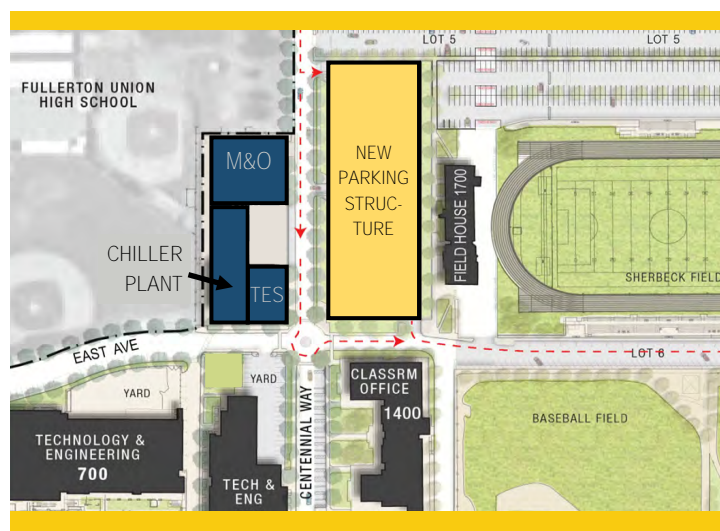 LOT 5
LOT 5
FULLERTON UNION
HIGH SCHOOL
M&O
NEW
PARKING
STRUC-
TURE
FIELD HOUSE 1700
CHILLER
PLANT
TES
SHERBECK FIELD
EAST AVE
LOT 6
YARD
YARD
CLASSRM
OFFICE
1400
CENTENNIAL WAY
BASEBALL FIELD
TECHNOLOGY &
ENGINEERING
700
TECH &
ENG